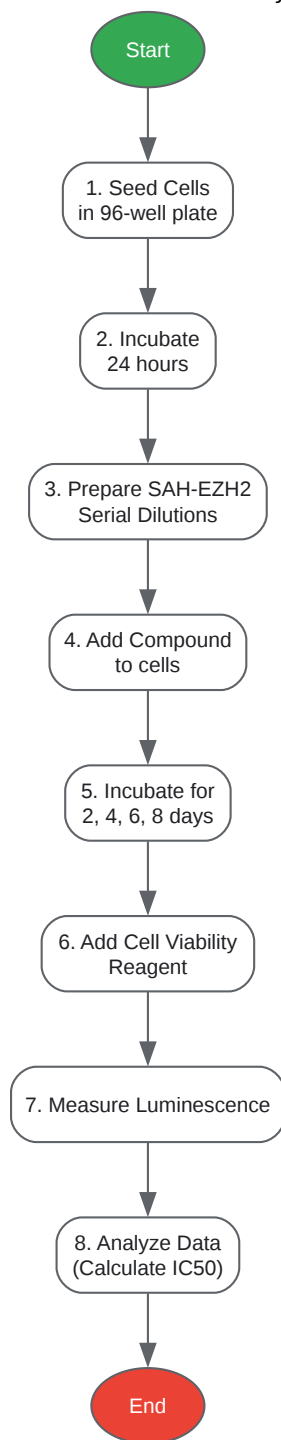 Start
1. Seed Cells
in 96-well plate
2. Incubate
24 hours
3. Prepare SAH-EZH2
Serial Dilutions
4. Add Compound
to cells
5. Incubate for
2, 4, 6, 8 days
6. Add Cell Viability
Reagent
7. Measure Luminescence
8. Analyze Data
(Calculate IC50)
End